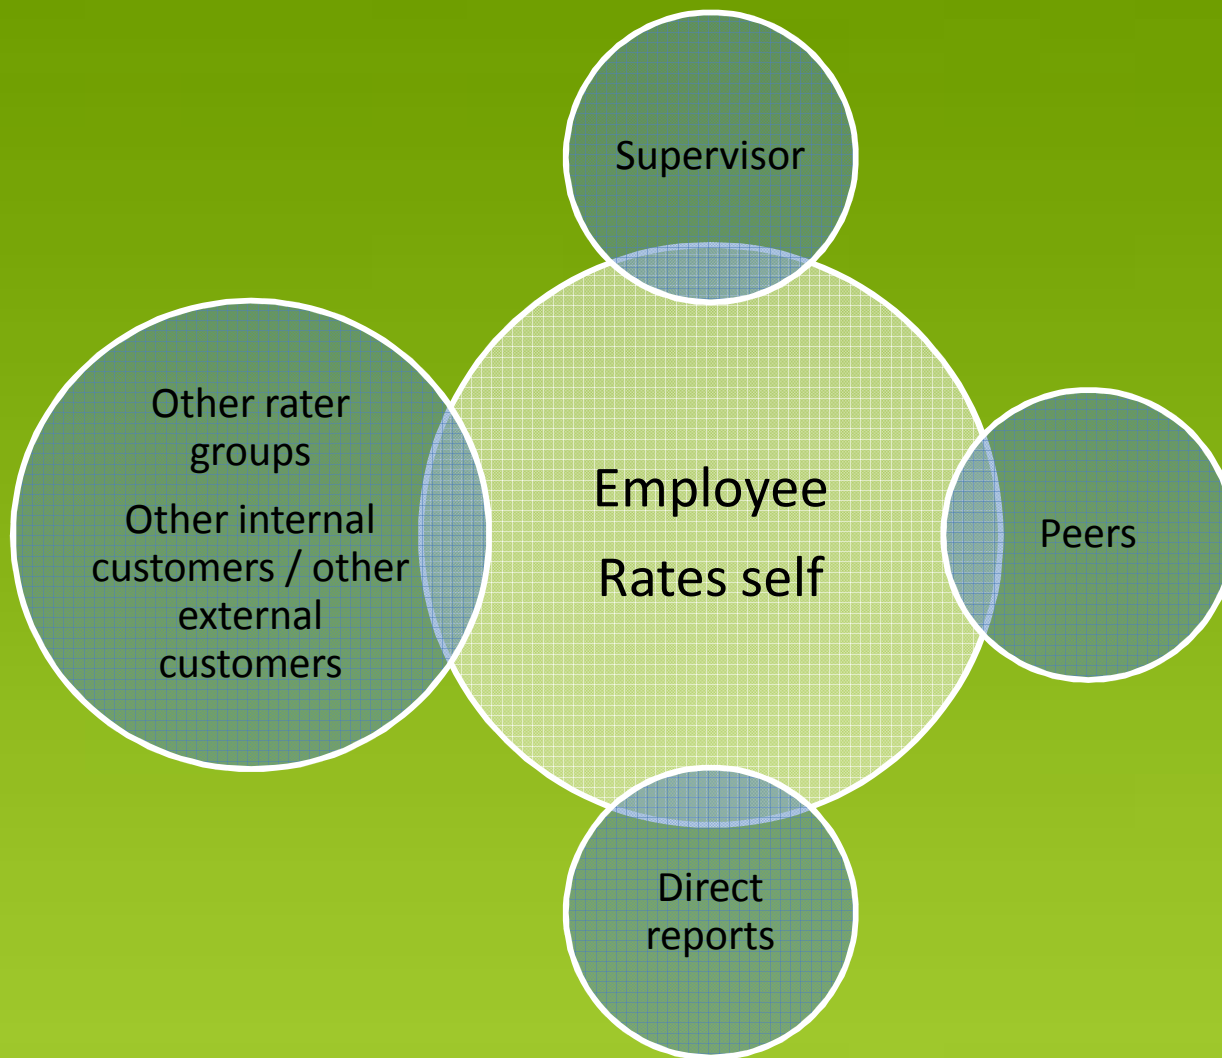 Supervisor
Other rater
groups
Other internal
customers / other
external
customers
Employee
Rates self
Peers
Direct
reports